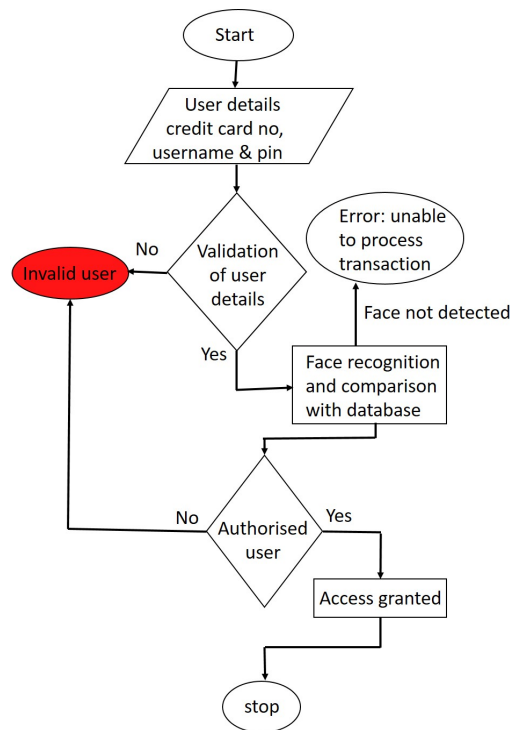 Start
User details
credit card no,
username & pin
Error: unable
to process
transaction
No
Validation
of user
details
Invalid user
Face not detected
Yes
Face recognition
and comparison
with database
No
Authorised
user
Yes
Access granted
stop